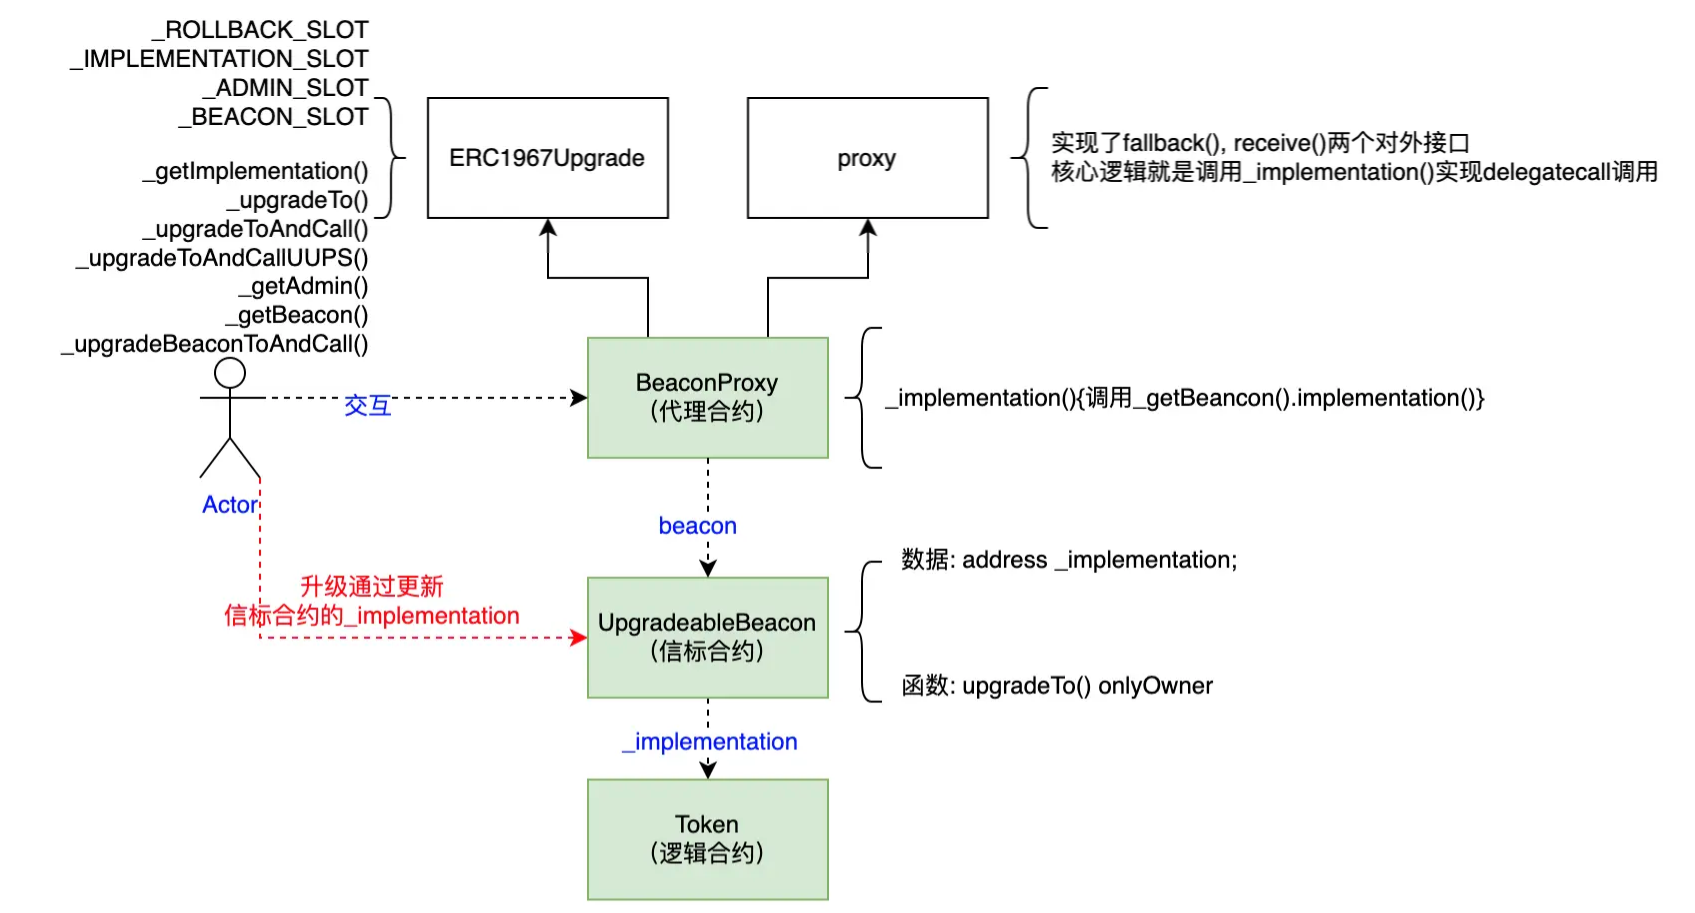 _ROLLBACK_SLOT
_IMPLEMENTATION_SLOT
_ADMIN_SLOT
_BEACON_SLOT
_getImplementation()
_upgradeTo()
_upgradeToAndCall()
_upgradeToAndCallUUPS()
_getAdmin()
_getBeacon()
_upgradeBeaconToAndCall()
ERC1967Upgrade
proxy
实现了fallback(), receive()两个对外接口
核心逻辑就是调用_implementation()实现delegatecall调用
交互
Actor
BeaconProxy
（代理合约）
_implementation(){调用_getBeancon().implementation()}
beacon
升级通过更新
信标合约的_implementation
UpgradeableBeacon
（信标合约）
数据: address _implementation;
函数: upgradeTo() onlyOwner
_implementation
Token
（逻辑合约）